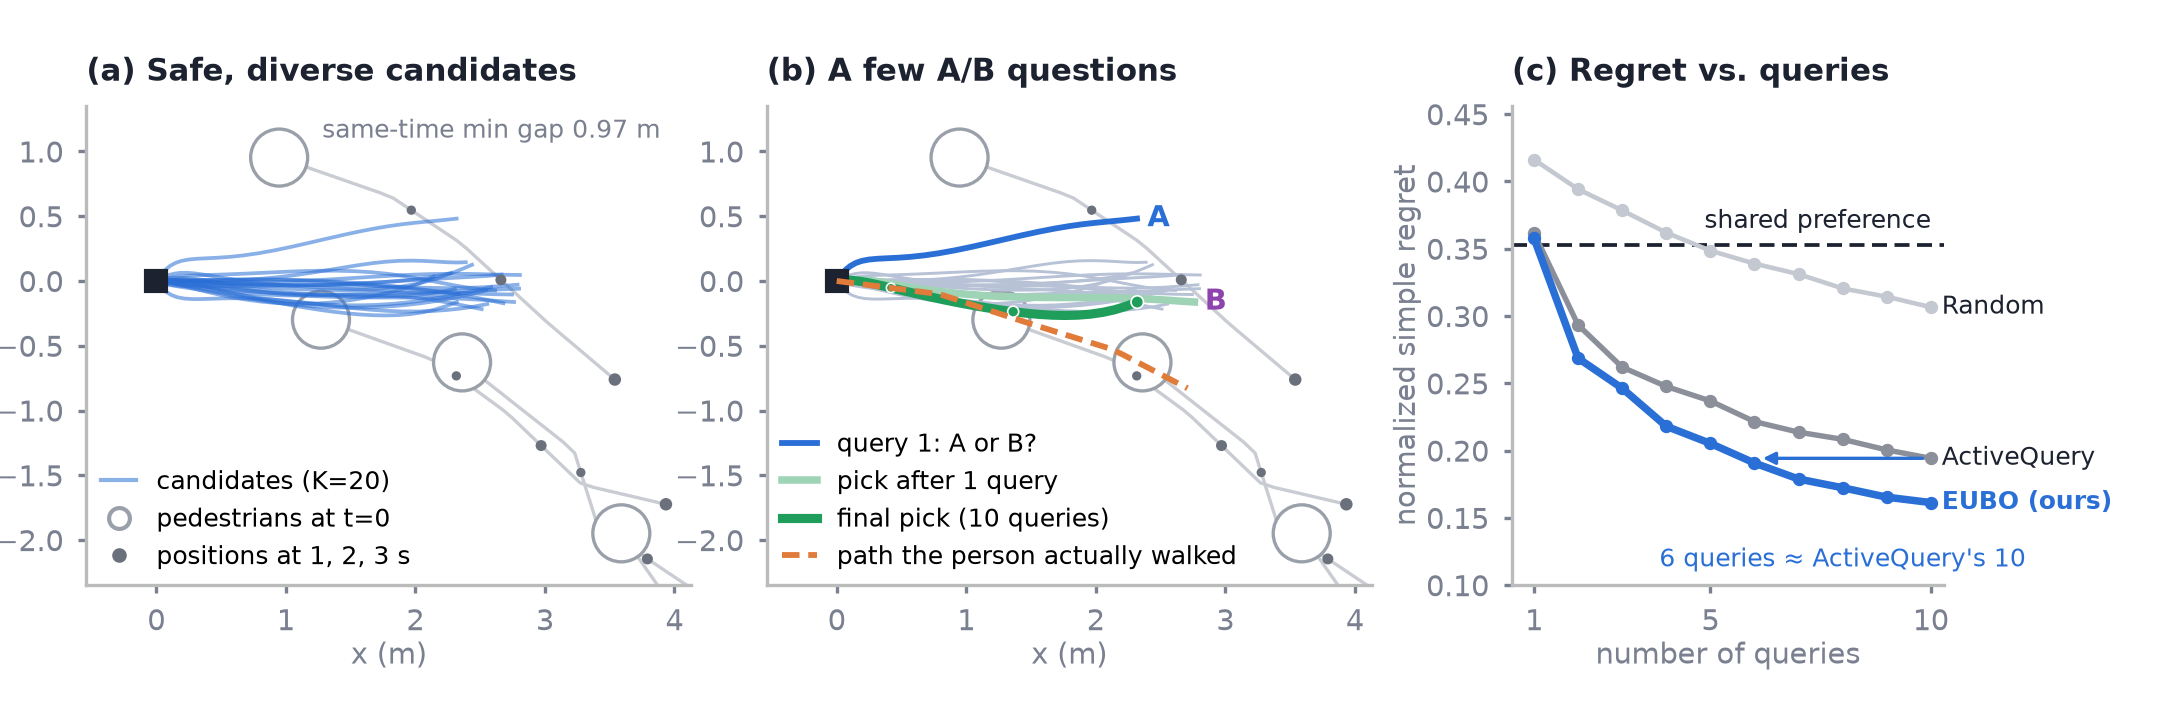 (a) Safe, diverse candidates
same-time min gap 0.97 m
1.0
0.5
0.0
−0.5
−1.0
−1.5
−2.0
candidates (K=20)
pedestrians at t=0
positions at 1, 2, 3 s
0 1 2 3 4
x (m)
(b) A few A/B questions
1.0
0.5
0.0
−0.5
−1.0
−1.5
−2.0
A
B
query 1: A or B?
pick after 1 query
final pick (10 queries)
path the person actually walked
0 1 2 3 4
x (m)
(c) Regret vs. queries
normalized simple regret
0.45
0.40
0.35
0.30
0.25
0.20
0.15
0.10
shared preference
Random
ActiveQuery
EUBO (ours)
6 queries ≈ ActiveQuery's 10
1 5 10
number of queries